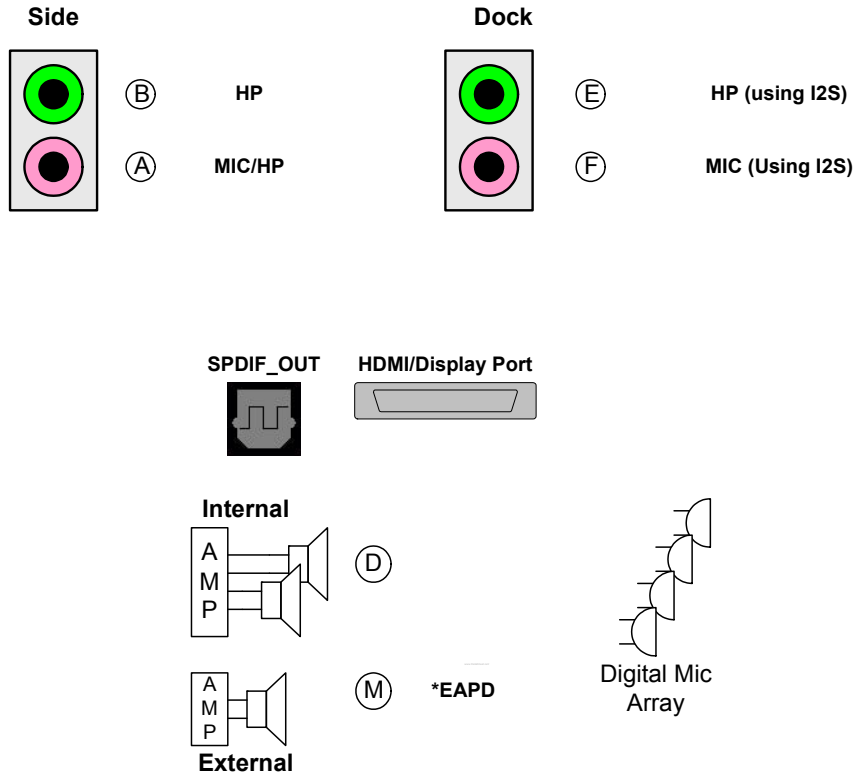 Side
Dock
B
HP
E
HP (using I2S)
A
MIC/HP
F
MIC (Using I2S)
SPDIF_OUT
HDMI/Display Port
Internal
A
M
P
D
A
M
P
M
*EAPD
External
Digital Mic
Array